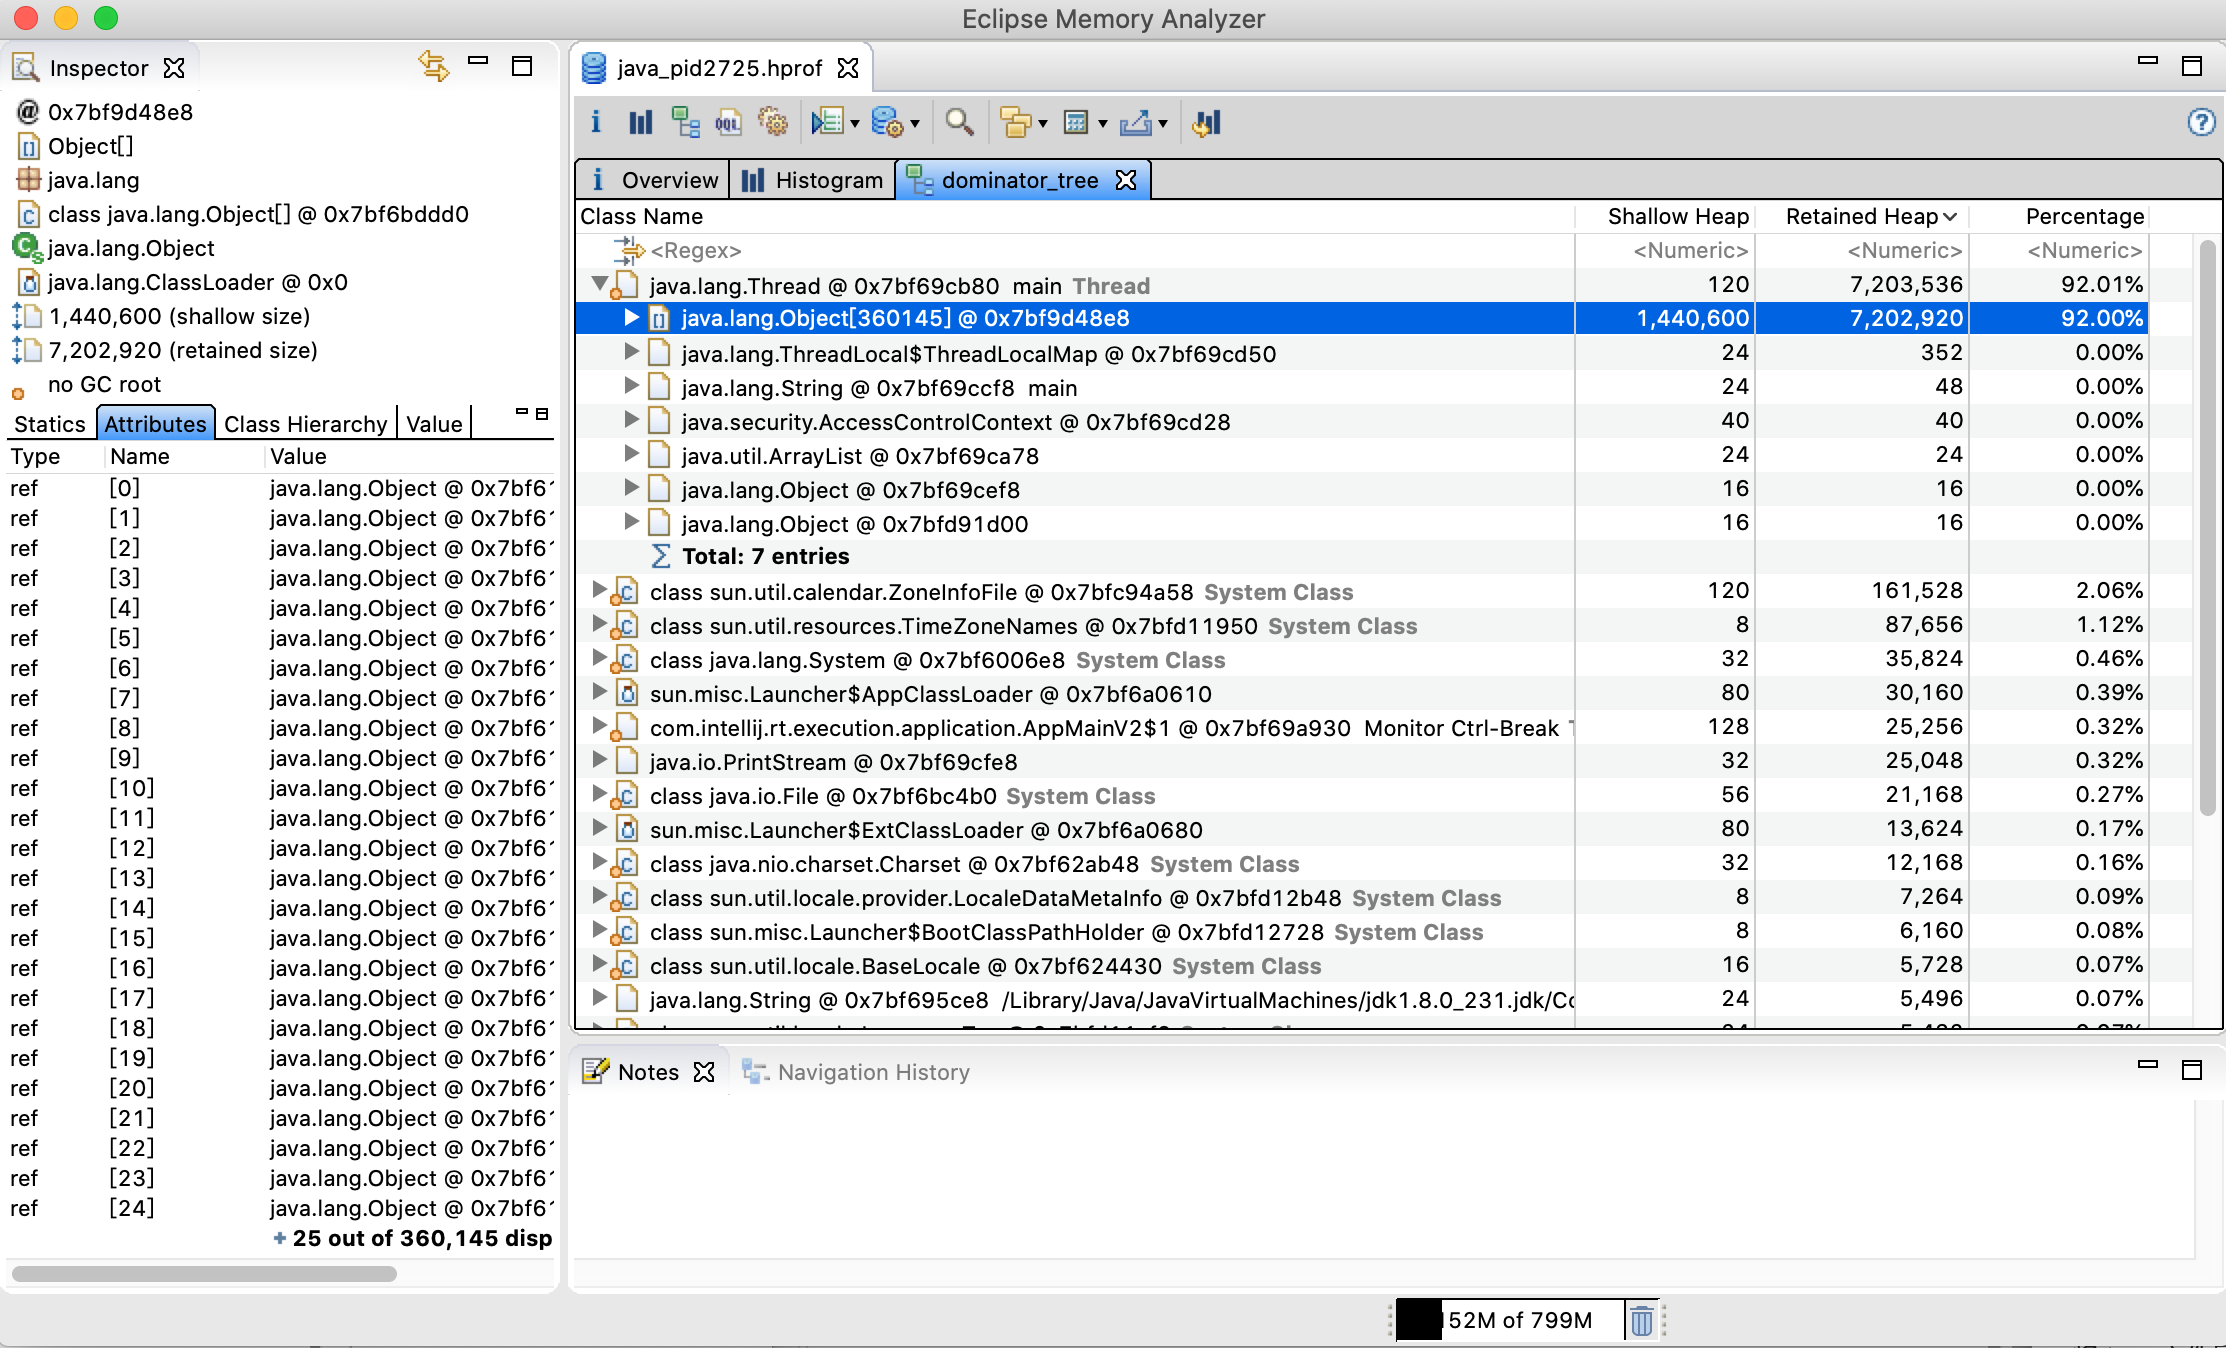 Eclipse Memory Analyzer
Inspector
@ 0x7bf9d48e8
Object[]
java.lang
class java.lang.Object[] @ 0x7bf6bddd0
java.lang.Object
java.lang.ClassLoader @ 0x0
1,440,600 (shallow size)
7,202,920 (retained size)
no GC root
Statics Attributes Class Hierarchy Value
Type Name Value
ref [0] java.lang.Object @ 0x7bf6
ref [1] java.lang.Object @ 0x7bf6
ref [2] java.lang.Object @ 0x7bf6
ref [3] java.lang.Object @ 0x7bf6
ref [4] java.lang.Object @ 0x7bf6
ref [5] java.lang.Object @ 0x7bf6
ref [6] java.lang.Object @ 0x7bf6
ref [7] java.lang.Object @ 0x7bf6
ref [8] java.lang.Object @ 0x7bf6
ref [9] java.lang.Object @ 0x7bf6
ref [10] java.lang.Object @ 0x7bf6
ref [11] java.lang.Object @ 0x7bf6
ref [12] java.lang.Object @ 0x7bf6
ref [13] java.lang.Object @ 0x7bf6
ref [14] java.lang.Object @ 0x7bf6
ref [15] java.lang.Object @ 0x7bf6
ref [16] java.lang.Object @ 0x7bf6
ref [17] java.lang.Object @ 0x7bf6
ref [18] java.lang.Object @ 0x7bf6
ref [19] java.lang.Object @ 0x7bf6
ref [20] java.lang.Object @ 0x7bf6
ref [21] java.lang.Object @ 0x7bf6
ref [22] java.lang.Object @ 0x7bf6
ref [23] java.lang.Object @ 0x7bf6
ref [24] java.lang.Object @ 0x7bf6
+ 25 out of 360,145 disp
java_pid2725.hprof
i OQL ?
i Overview Histogram dominator_tree
Class Name Shallow Heap Retained Heap Percentage
<Regex> <Numeric> <Numeric> <Numeric>
java.lang.Thread @ 0x7bf69cb80 main Thread 120 7,203,536 92.01%
java.lang.Object[360145] @ 0x7bf9d48e8 1,440,600 7,202,920 92.00%
java.lang.ThreadLocal$ThreadLocalMap @ 0x7bf69cd50 24 352 0.00%
java.lang.String @ 0x7bf69ccf8 main 24 48 0.00%
java.security.AccessControlContext @ 0x7bf69cd28 40 40 0.00%
java.util.ArrayList @ 0x7bf69ca78 24 24 0.00%
java.lang.Object @ 0x7bf69cef8 16 16 0.00%
java.lang.Object @ 0x7bfd91d00 16 16 0.00%
Σ Total: 7 entries
class sun.util.calendar.ZoneInfoFile @ 0x7bfc94a58 System Class 120 161,528 2.06%
class sun.util.resources.TimeZoneNames @ 0x7bfd11950 System Class 8 87,656 1.12%
class java.lang.System @ 0x7bf6006e8 System Class 32 35,824 0.46%
sun.misc.Launcher$AppClassLoader @ 0x7bf6a0610 80 30,160 0.39%
com.intellij.rt.execution.application.AppMainV2$1 @ 0x7bf69a930 Monitor Ctrl-Break 128 25,256 0.32%
java.io.PrintStream @ 0x7bf69cfe8 32 25,048 0.32%
class java.io.File @ 0x7bf6bc4b0 System Class 56 21,168 0.27%
sun.misc.Launcher$ExtClassLoader @ 0x7bf6a0680 80 13,624 0.17%
class java.nio.charset.Charset @ 0x7bf62ab48 System Class 32 12,168 0.16%
class sun.util.locale.provider.LocaleDataMetaInfo @ 0x7bfd12b48 System Class 8 7,264 0.09%
class sun.misc.Launcher$BootClassPathHolder @ 0x7bfd12728 System Class 8 6,160 0.08%
class sun.util.locale.BaseLocale @ 0x7bf624430 System Class 16 5,728 0.07%
java.lang.String @ 0x7bf695ce8 /Library/Java/JavaVirtualMachines/jdk1.8.0_231.jdk/Co 24 5,496 0.07%
Notes Navigation History
52M of 799M